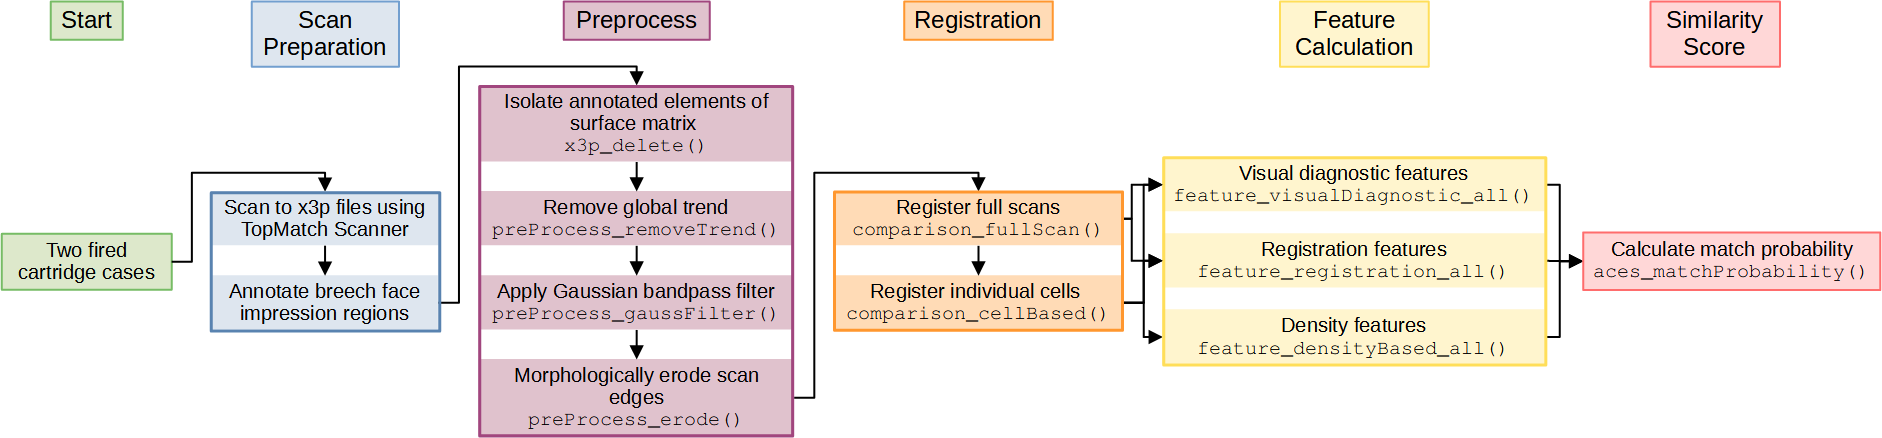 Start
Scan
Preparation
Preprocess
Registration
Feature
Calculation
Similarity
Score
Two fired
cartridge cases
Scan to x3p files using
TopMatch Scanner
Annotate breech face
impression regions
Isolate annotated elements of
surface matrix
x3p_delete()
Remove global trend
preProcess_removeTrend()
Apply Gaussian bandpass filter
preProcess_gaussFilter()
Morphologically erode scan
edges
preProcess_erode()
Register full scans
comparison_fullScan()
Register individual cells
comparison_cellBased()
Visual diagnostic features
feature_visualDiagnostic_all()
Registration features
feature_registration_all()
Density features
feature_densityBased_all()
Calculate match probability
aces_matchProbability()